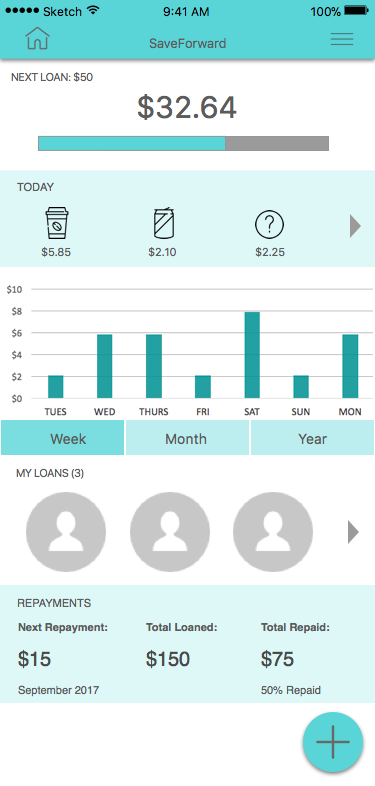 Sketch 9:41 AM 100%
SaveForward
NEXT LOAN: $50
$32.64
TODAY
?
$5.85 $2.10 $2.25
$10
$8
$6
$4
$2
$0
TUES WED THURS FRI SAT SUN MON
Week Month Year
MY LOANS (3)
REPAYMENTS
Next Repayment: Total Loaned: Total Repaid:
$15 $150 $75
September 2017 50% Repaid